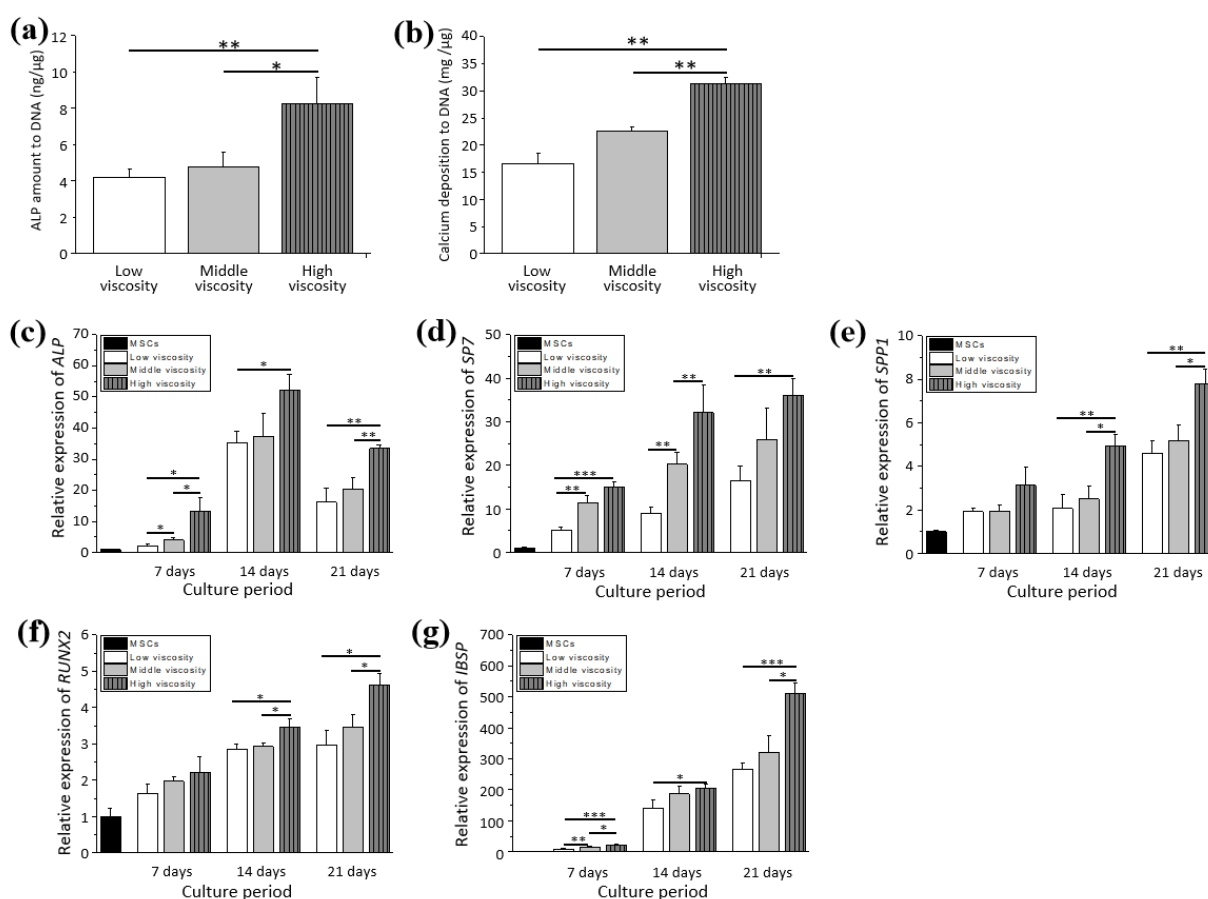 (a)
ALP amount to DNA (ng/µg)
12
10
8
6
4
2
0
**
*
Low viscosity
Middle viscosity
High viscosity
(b)
Calcium deposition to DNA (mg /µg)
40
35
30
25
20
15
10
5
0
**
**
Low viscosity
Middle viscosity
High viscosity
(c)
Relative expression of ALP
70
60
50
40
30
20
10
0
MSCs
Low viscosity
Middle viscosity
High viscosity
*
*
*
*
**
**
7 days
14 days
21 days
Culture period
(d)
Relative expression of SP7
50
40
30
20
10
0
MSCs
Low viscosity
Middle viscosity
High viscosity
***
**
**
**
**
7 days
14 days
21 days
Culture period
(e)
Relative expression of SPP1
10
8
6
4
2
0
MSCs
Low viscosity
Middle viscosity
High viscosity
**
*
**
*
7 days
14 days
21 days
Culture period
(f)
Relative expression of RUNX2
6
5
4
3
2
1
0
MSCs
Low viscosity
Middle viscosity
High viscosity
*
*
*
*
7 days
14 days
21 days
Culture period
(g)
Relative expression of IBSP
700
600
500
400
300
200
100
0
MSCs
Low viscosity
Middle viscosity
High viscosity
***
*
**
*
***
*
7 days
14 days
21 days
Culture period